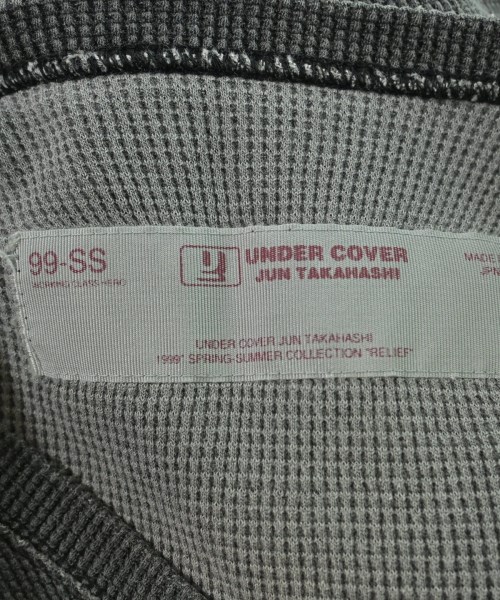 99-SS
WORKING CLASS HERO
U
UNDER COVER
JUN TAKAHASHI
MADE
JPN
UNDER COVER JUN TAKAHASHI
1999' SPRING-SUMMER COLLECTION "RELIEF"